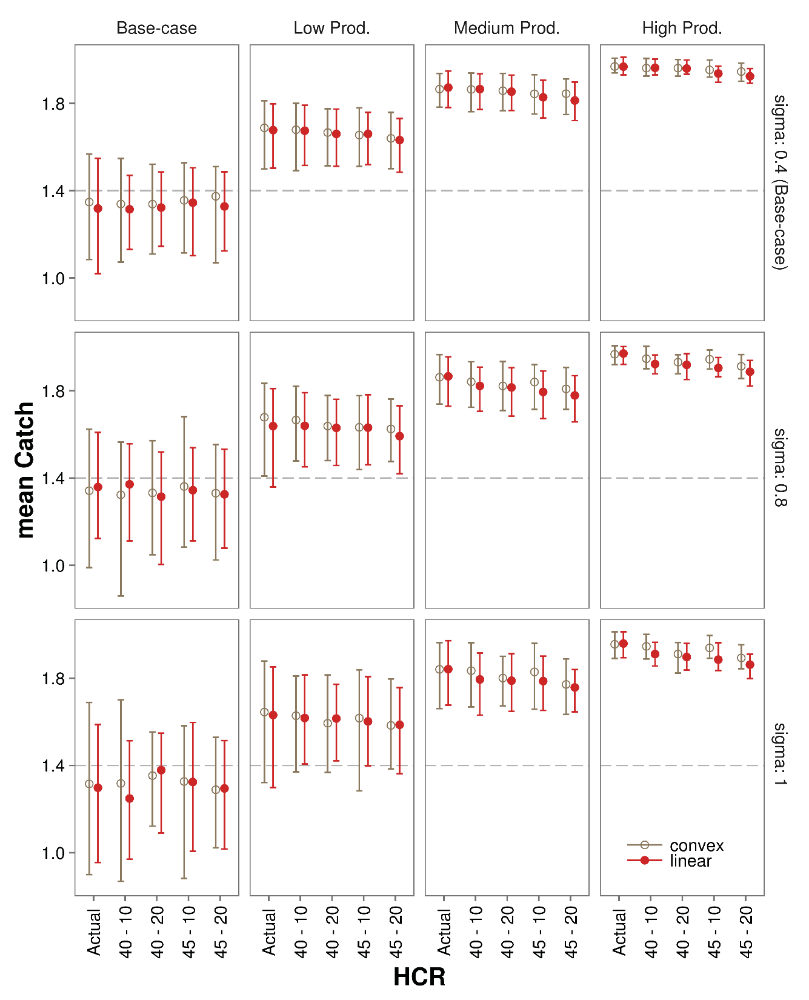 Base-case
Low Prod.
Medium Prod.
High Prod.
1.8
1.4
1.0
sigma: 0.4 (Base-case)
1.8
1.4
1.0
sigma: 0.8
1.8
1.4
1.0
sigma: 1
mean Catch
convex
linear
Actual
40 - 10
40 - 20
45 - 10
45 - 20
Actual
40 - 10
40 - 20
45 - 10
45 - 20
Actual
40 - 10
40 - 20
45 - 10
45 - 20
Actual
40 - 10
40 - 20
45 - 10
45 - 20
HCR